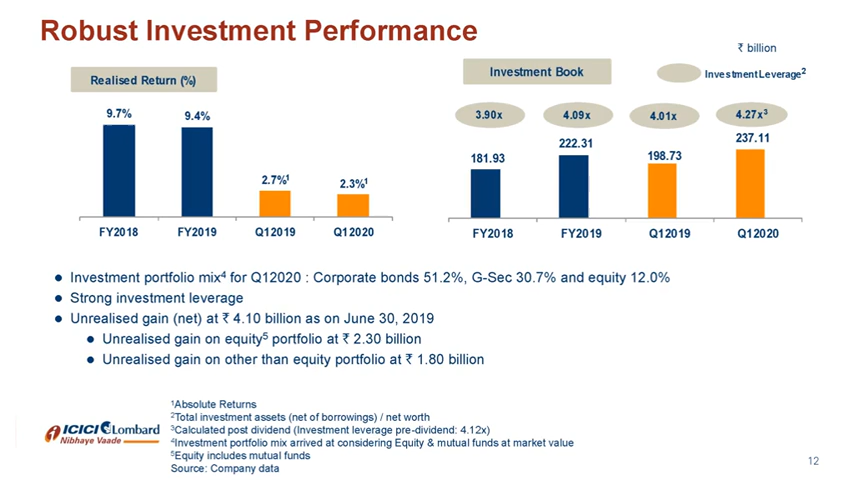 Robust Investment Performance
₹ billion
Realised Return (%)
Investment Book
Investment Leverage²
9.7%
9.4%
2.7%¹
2.3%¹
FY2018 FY2019 Q12019 Q12020
3.90x 4.09x 4.01x 4.27x³
181.93
222.31
198.73
237.11
FY2018 FY2019 Q12019 Q12020
● Investment portfolio mix⁴ for Q12020 : Corporate bonds 51.2%, G-Sec 30.7% and equity 12.0%
● Strong investment leverage
● Unrealised gain (net) at ₹ 4.10 billion as on June 30, 2019
● Unrealised gain on equity⁵ portfolio at ₹ 2.30 billion
● Unrealised gain on other than equity portfolio at ₹ 1.80 billion
¹Absolute Returns
²Total investment assets (net of borrowings) / net worth
³Calculated post dividend (Investment leverage pre-dividend: 4.12x)
⁴Investment portfolio mix arrived at considering Equity & mutual funds at market value
⁵Equity includes mutual funds
Source: Company data
ICICI Lombard
Nibhaye Vaade
12